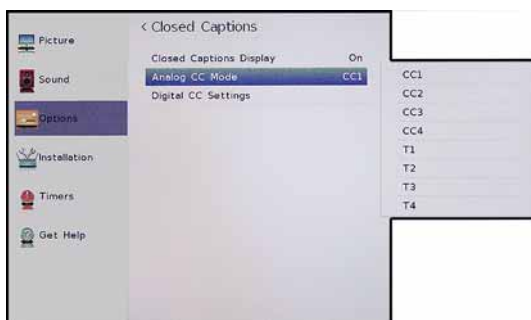 Picture
Sound
Options
Installation
Timers
Get Help
< Closed Captions
Closed Captions Display On
Analog CC Mode CC1
Digital CC Settings
CC1
CC2
CC3
CC4
T1
T2
T3
T4